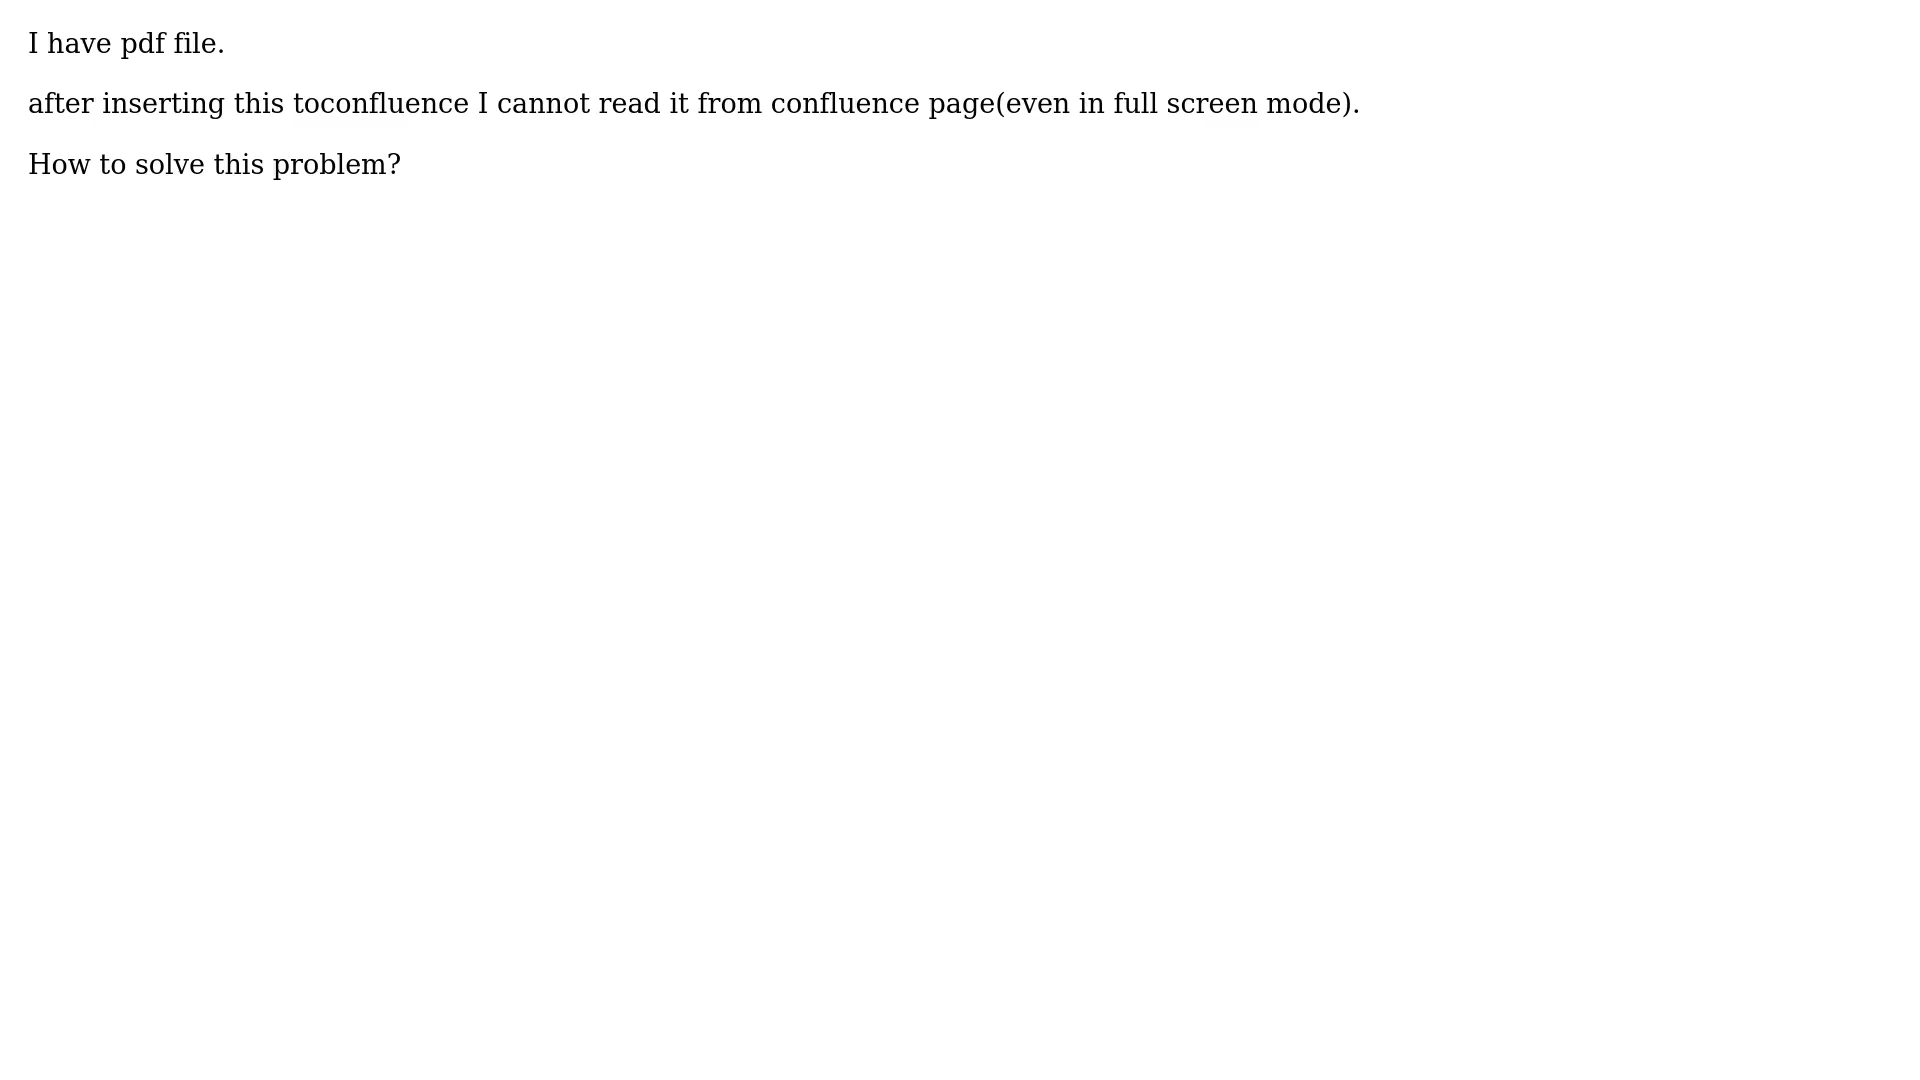 I have pdf file.
after inserting this toconfluence I cannot read it from confluence page(even in full screen mode).
How to solve this problem?